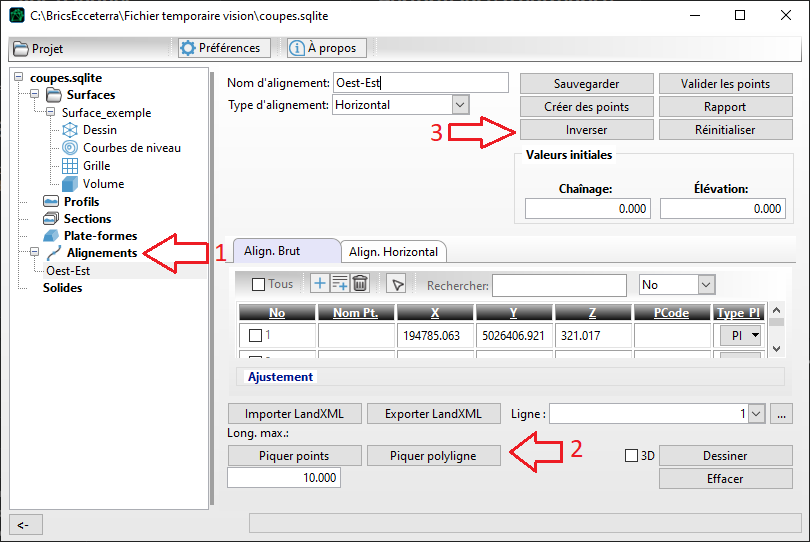 C:\BricsEcceterra\Fichier temporaire vision\coupes.sqlite
Projet
Préférences
À propos
coupes.sqlite
Surfaces
Surface_exemple
Dessin
Courbes de niveau
Grille
Volume
Profils
Sections
Plate-formes
Alignements
Oest-Est
Solides
1
Nom d'alignement: Oest-Est
Type d'alignement: Horizontal
Sauvegarder Valider les points
Créer des points Rapport
3 Inverser Réinitialiser
Valeurs initiales
Chaînage: Élévation:
0.000 0.000
Align. Brut Align. Horizontal
Tous Rechercher: No
No Nom Pt. X Y Z PCode Type_PI
1 194785.063 5026406.921 321.017 PI
Ajustement
Importer LandXML Exporter LandXML Ligne : 1 ...
Long. max.:
Piquer points Piquer polyligne 2 3D Dessiner
10.000 Effacer
<-